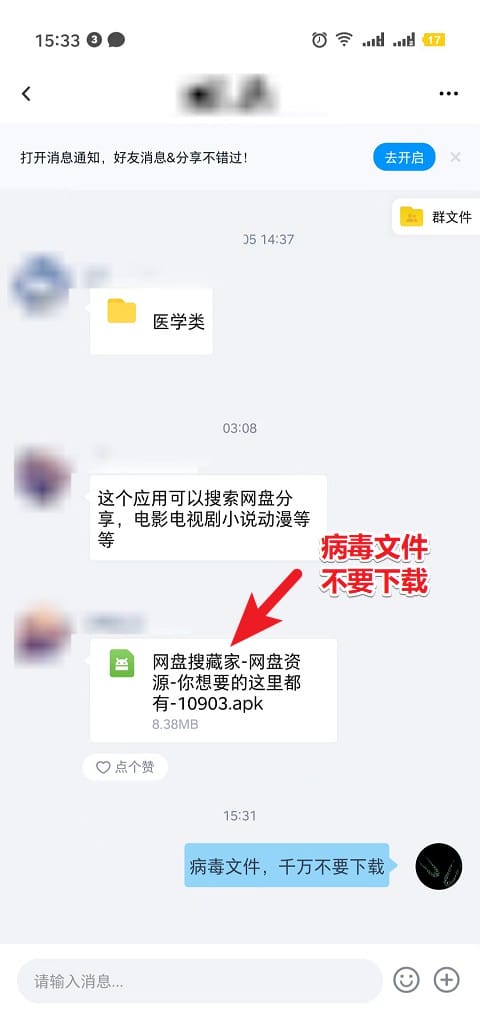 15:33 3
17
打开消息通知，好友消息&分享不错过！
去开启
群文件
05 14:37
医学类
03:08
这个应用可以搜索网盘分
享，电影电视剧小说动漫等
等
病毒文件
不要下载
网盘搜藏家-网盘资
源-你想要的这里都
有-10903.apk
8.38MB
点个赞
15:31
病毒文件，千万不要下载
请输入消息...